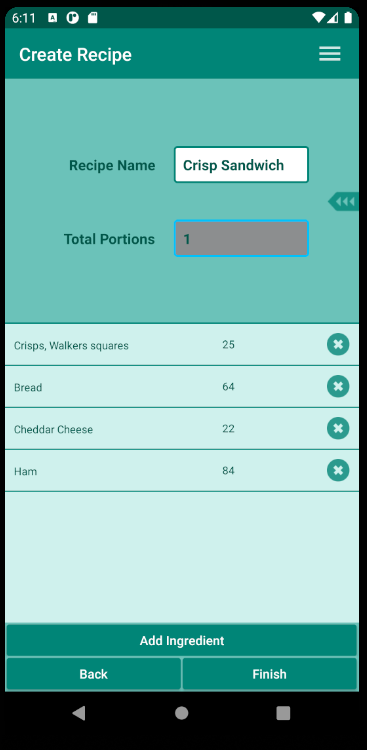 6:11
Create Recipe
Recipe Name Crisp Sandwich
Total Portions 1
Crisps, Walkers squares 25
Bread 64
Cheddar Cheese 22
Ham 84
Add Ingredient
Back Finish